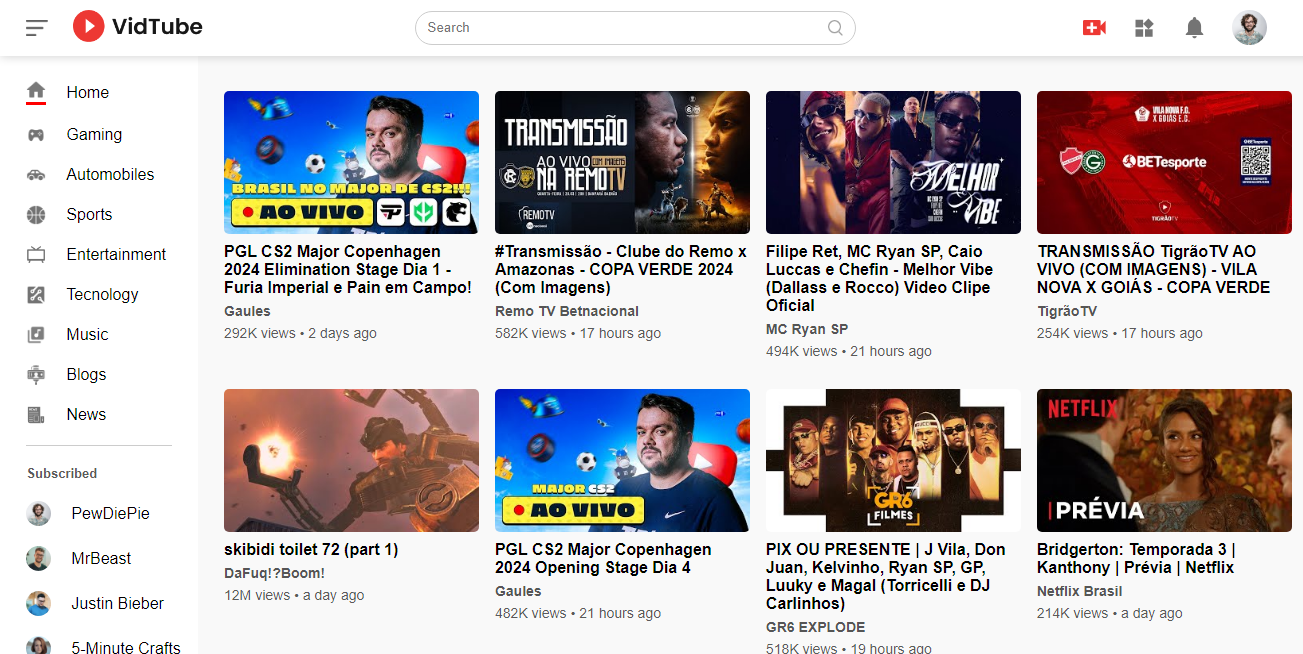 VidTube
Search
Home
Gaming
Automobiles
Sports
Entertainment
Tecnology
Music
Blogs
News
Subscribed
PewDiePie
MrBeast
Justin Bieber
5-Minute Crafts
BRASIL NO MAJOR DE CS2!!!
AO VIVO
PGL CS2 Major Copenhagen
2024 Elimination Stage Dia 1 -
Furia Imperial e Pain em Campo!
Gaules
292K views • 2 days ago
TRANSMISSÃO
AO VIVO COM IMAGENS
NA REMOTV
REMOTV
#Transmissão - Clube do Remo x
Amazonas - COPA VERDE 2024
(Com Imagens)
Remo TV Betnacional
582K views • 17 hours ago
MELHOR
VIBE
Filipe Ret, MC Ryan SP, Caio
Luccas e Chefin - Melhor Vibe
(Dallass e Rocco) Video Clipe
Oficial
MC Ryan SP
494K views • 21 hours ago
VILA NOVA F.C.
X GOIÁS E.C.
BETesporte
BETesporte
TIGRÃOTV
TRANSMISSÃO TigrãoTV AO
VIVO (COM IMAGENS) - VILA
NOVA X GOIÁS - COPA VERDE
TigrãoTV
254K views • 17 hours ago
skibidi toilet 72 (part 1)
DaFuq!?Boom!
12M views • a day ago
MAJOR CS2
AO VIVO
PGL CS2 Major Copenhagen
2024 Opening Stage Dia 4
Gaules
482K views • 21 hours ago
GR6
FILMES
PIX OU PRESENTE | J Vila, Don
Juan, Kelvinho, Ryan SP, GP,
Luuky e Magal (Torricelli e DJ
Carlinhos)
GR6 EXPLODE
518K views • 19 hours ago
NETFLIX
PRÉVIA
Bridgerton: Temporada 3 |
Kanthony | Prévia | Netflix
Netflix Brasil
214K views • a day ago